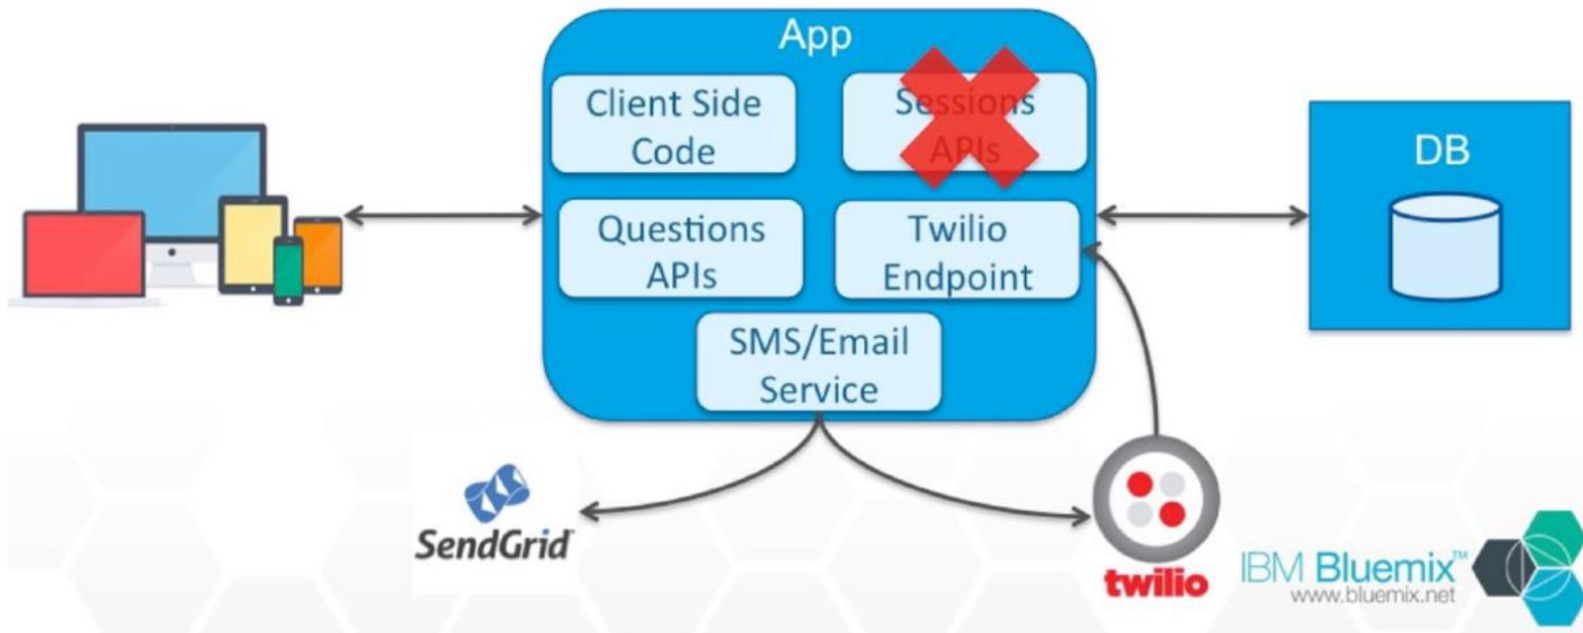 App
Client Side
Code
Sessions
APIs
DB
Questions
APIs
Twilio
Endpoint
SMS/Email
Service
SendGrid
twilio
IBM Bluemix™
www.bluemix.net